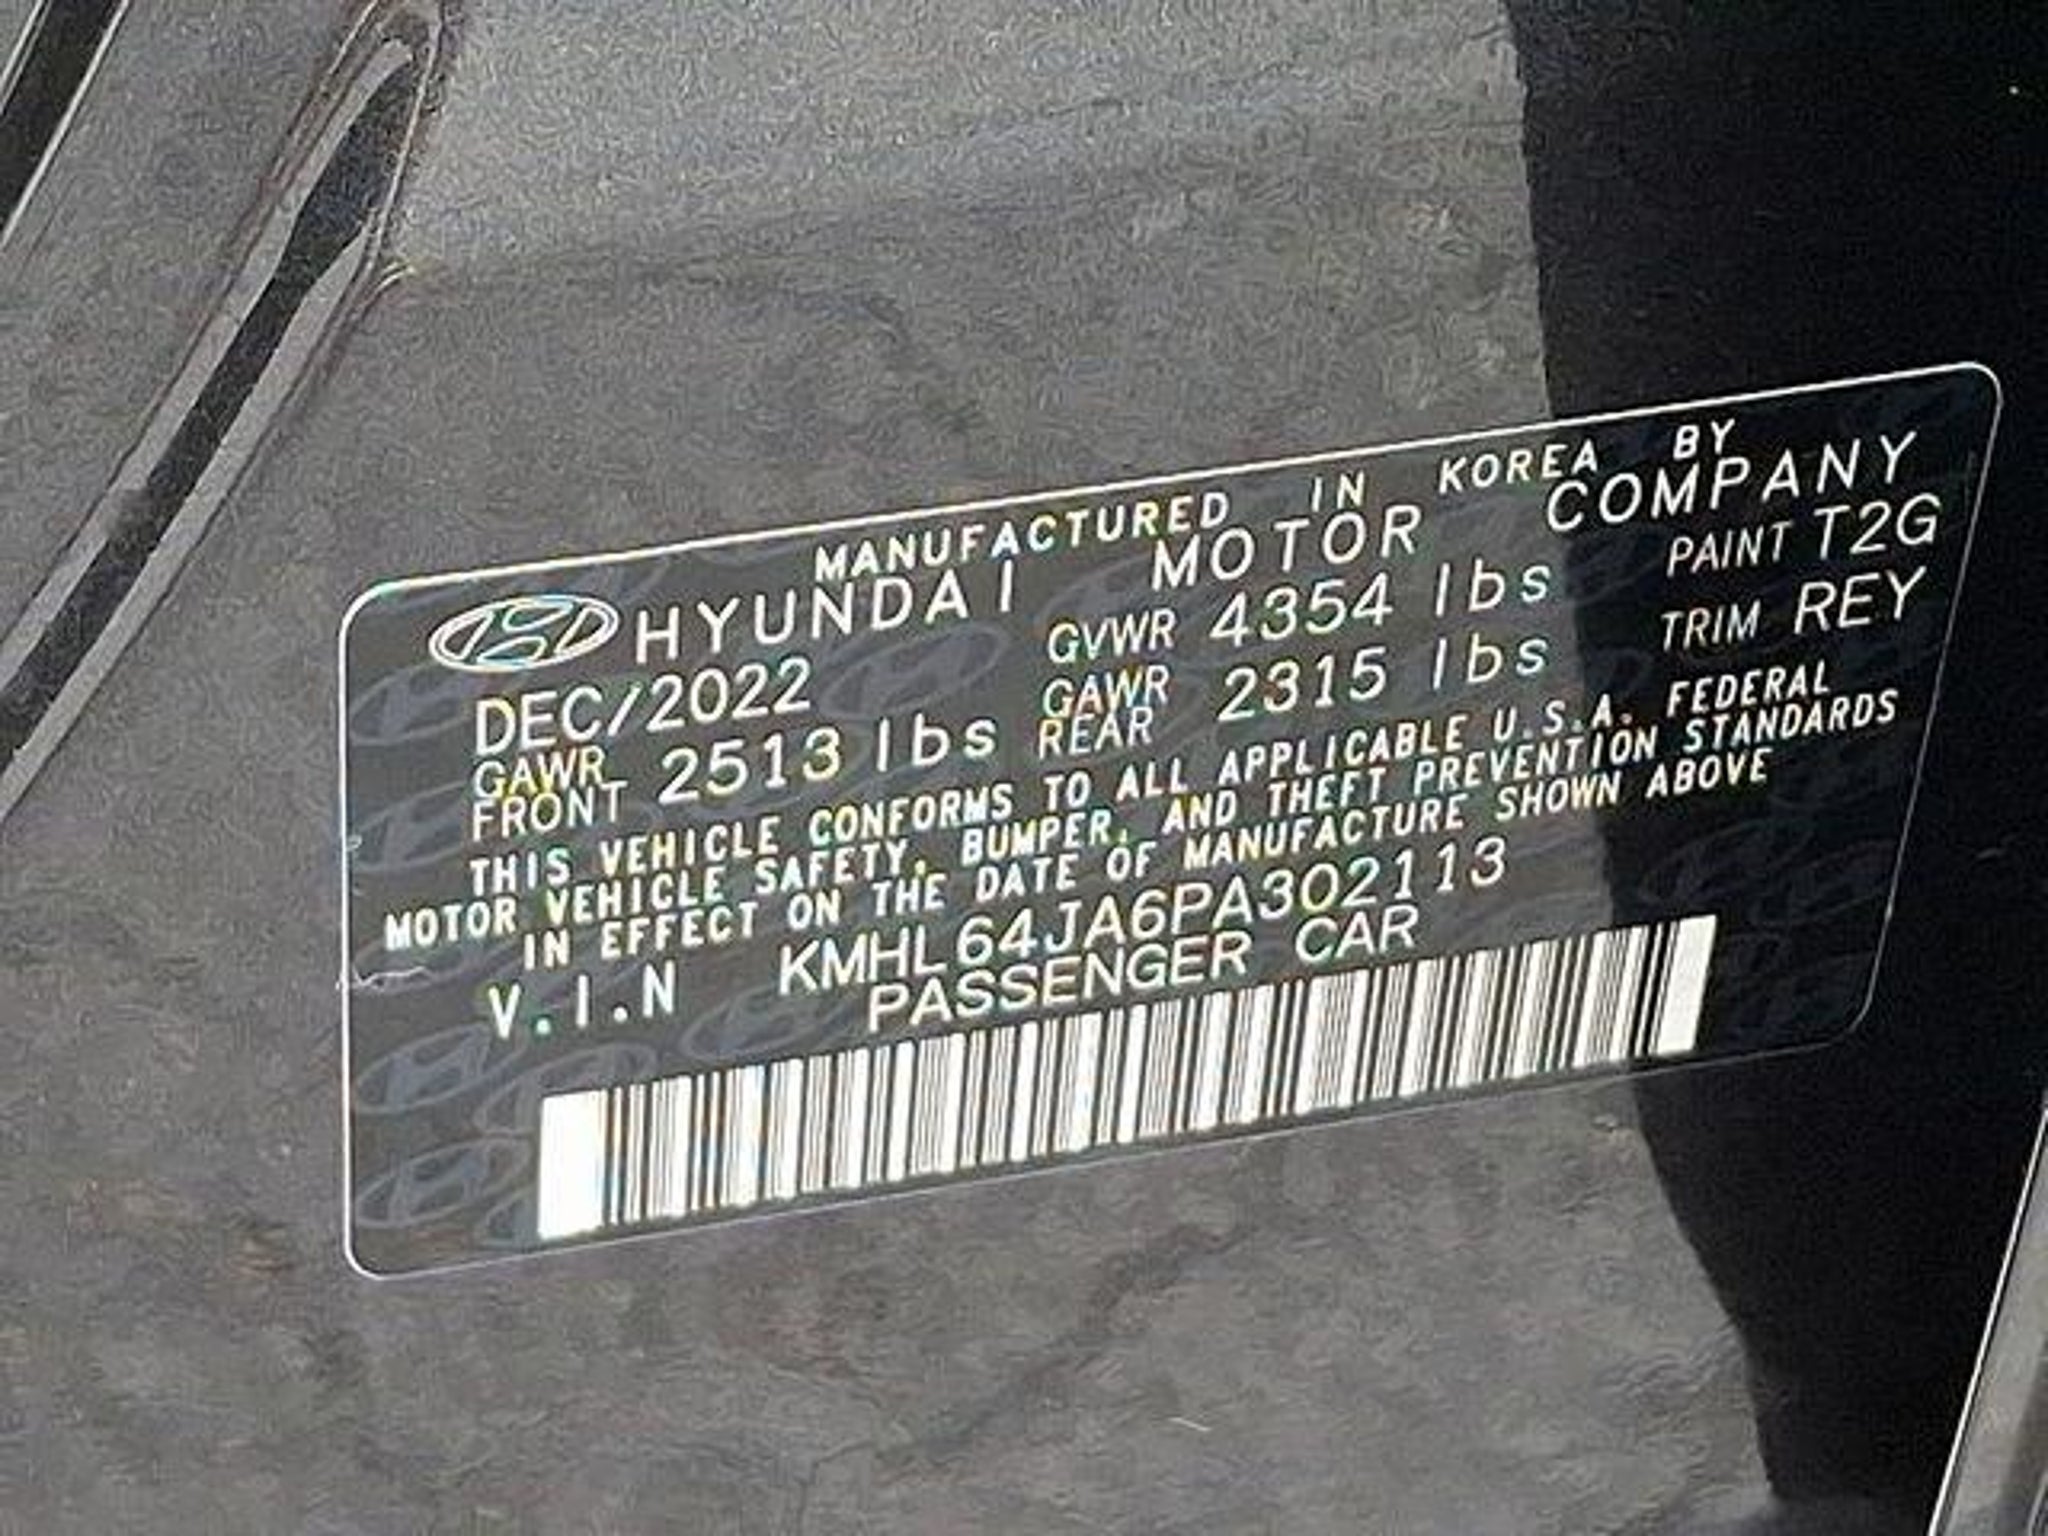 MANUFACTURED IN KOREA BY
HYUNDAI MOTOR COMPANY
DEC/2022 GVWR 4354 lbs PAINT T2G
GAWR FRONT 2513 lbs GAWR REAR 2315 lbs TRIM REY
THIS VEHICLE CONFORMS TO ALL APPLICABLE U.S.A. FEDERAL
MOTOR VEHICLE SAFETY, BUMPER, AND THEFT PREVENTION STANDARDS
IN EFFECT ON THE DATE OF MANUFACTURE SHOWN ABOVE
V.I.N KMHL64JA6PA302113
PASSENGER CAR